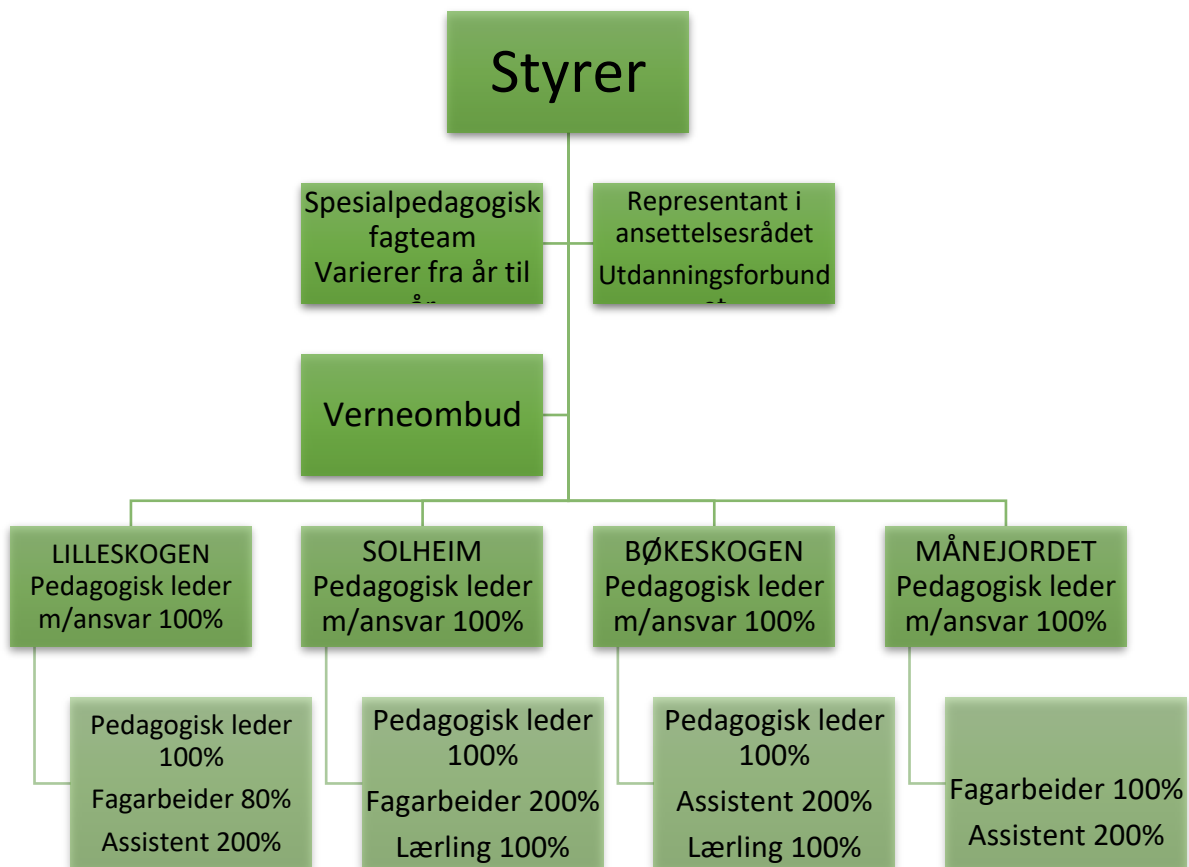 Styrer
Spesialpedagogisk
fagteam
Varierer fra år til
år
Representant i
ansettelsesrådet
Utdanningsforbund
et
Verneombud
LILLESKOGEN
Pedagogisk leder
m/ansvar 100%
SOLHEIM
Pedagogisk leder
m/ansvar 100%
BØKESKOGEN
Pedagogisk leder
m/ansvar 100%
MÅNEJORDET
Pedagogisk leder
m/ansvar 100%
Pedagogisk leder
100%
Fagarbeider 80%
Assistent 200%
Pedagogisk leder
100%
Fagarbeider 200%
Lærling 100%
Pedagogisk leder
100%
Assistent 200%
Lærling 100%
Fagarbeider 100%
Assistent 200%